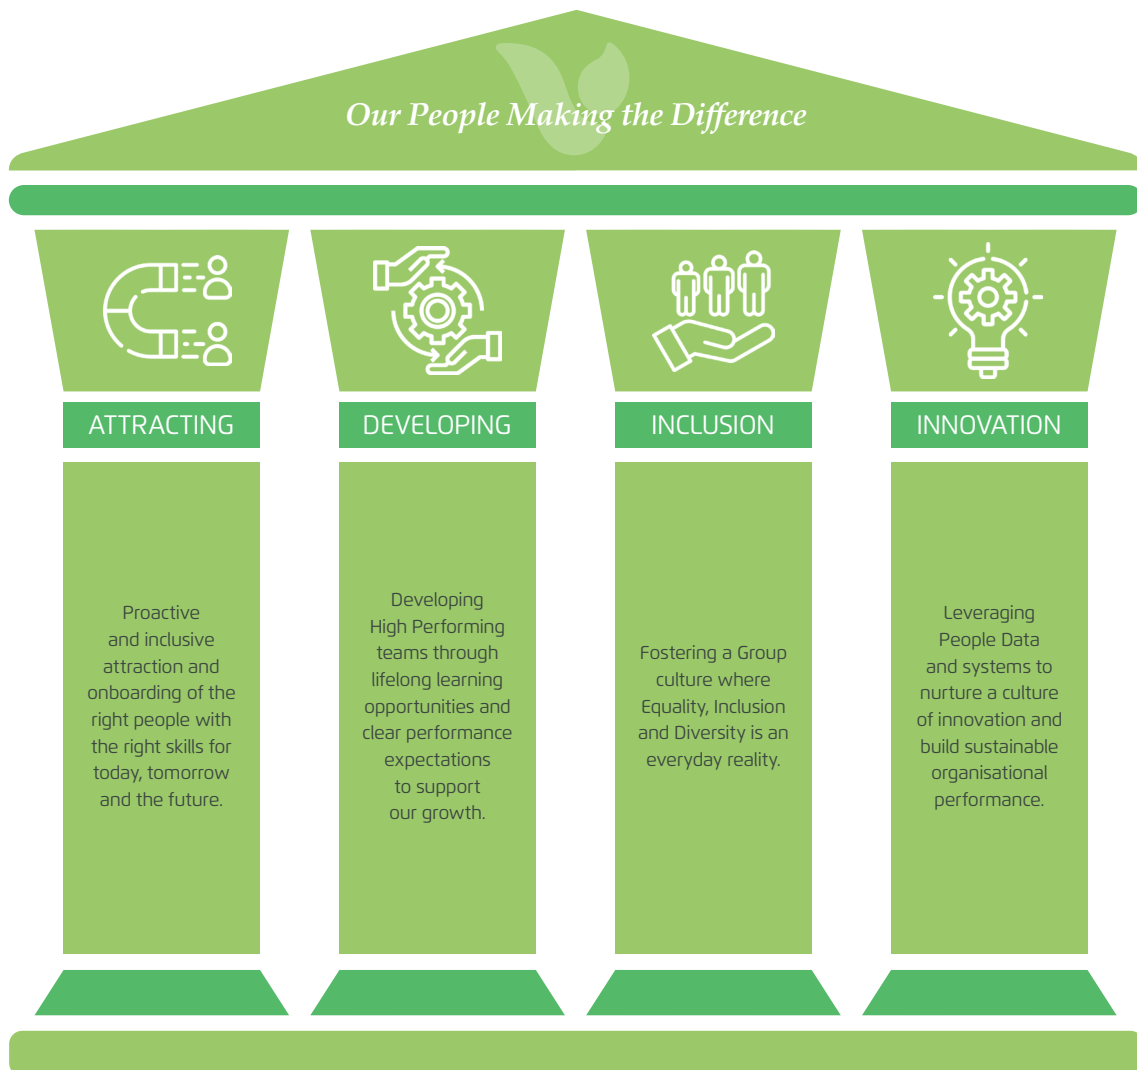 Our People Making the Difference
ATTRACTING
Proactive
and inclusive
attraction and
onboarding of the
right people with
the right skills for
today, tomorrow
and the future.
DEVELOPING
Developing
High Performing
teams through
lifelong learning
opportunities and
clear performance
expectations
to support
our growth.
INCLUSION
Fostering a Group
culture where
Equality, Inclusion
and Diversity is an
everyday reality.
INNOVATION
Leveraging
People Data
and systems to
nurture a culture
of innovation and
build sustainable
organisational
performance.